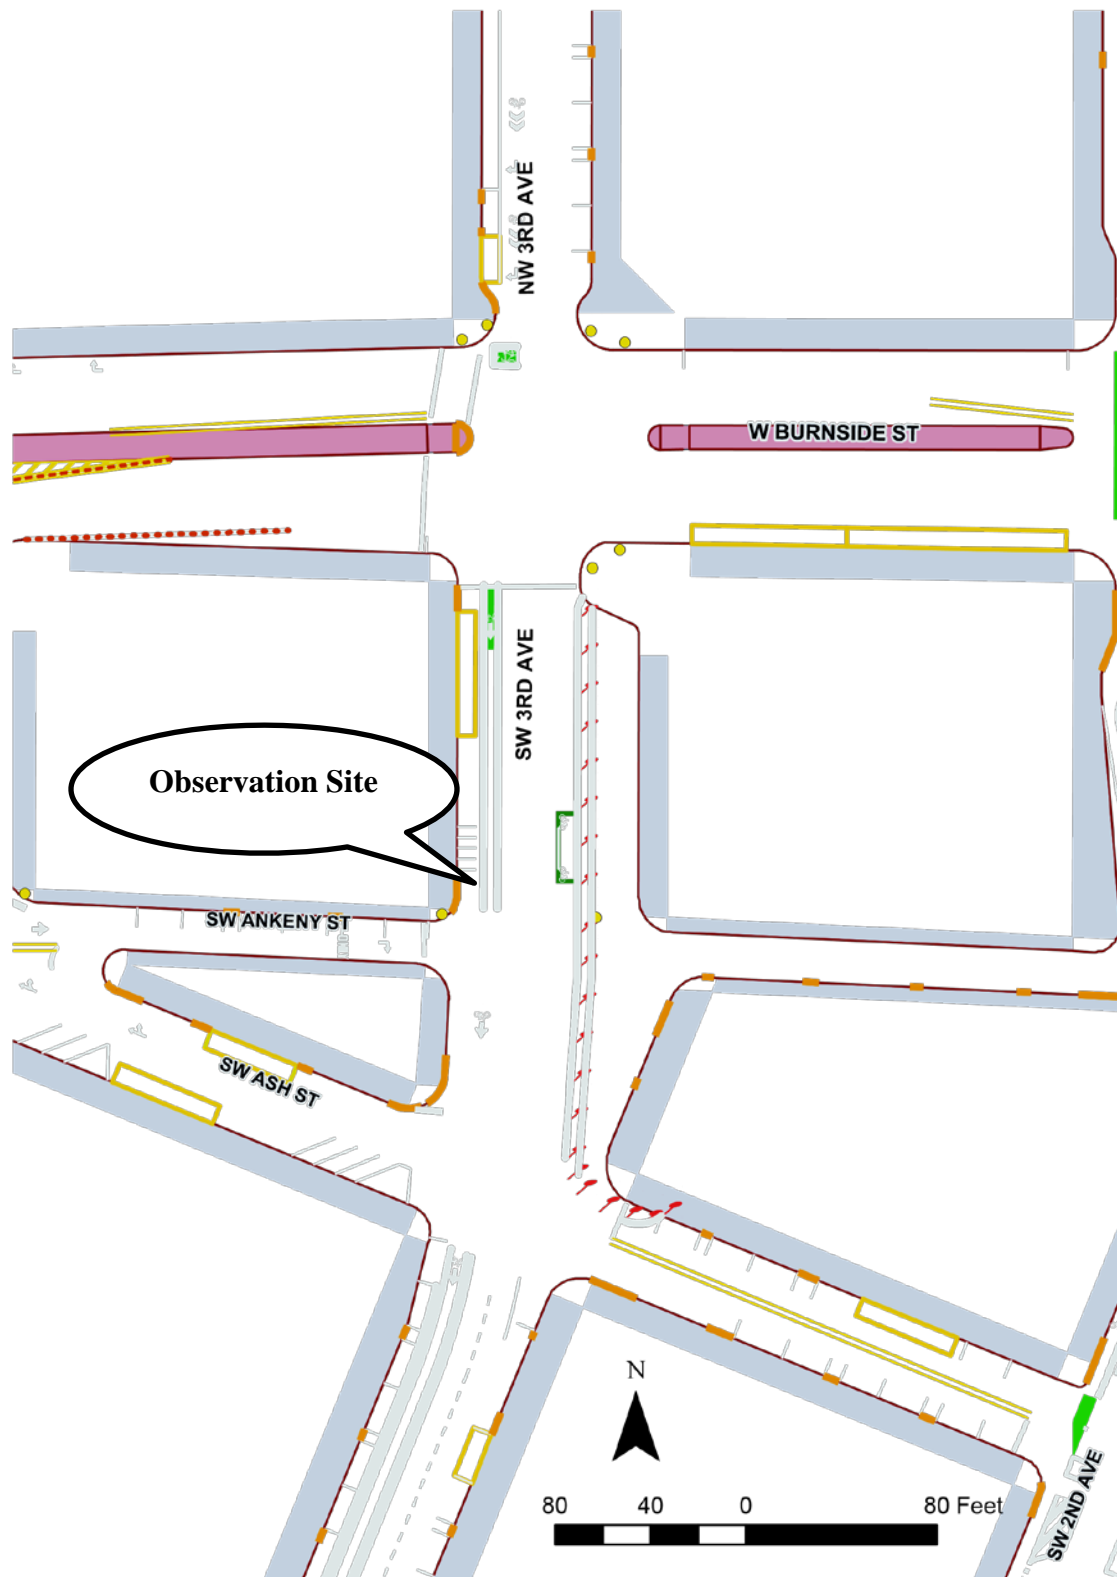 NW 3RD AVE
W BURNSIDE ST
SW 3RD AVE
Observation Site
SW ANKENY ST
SW ASH ST
N
80 40 0 80 Feet
SW 2ND AVE